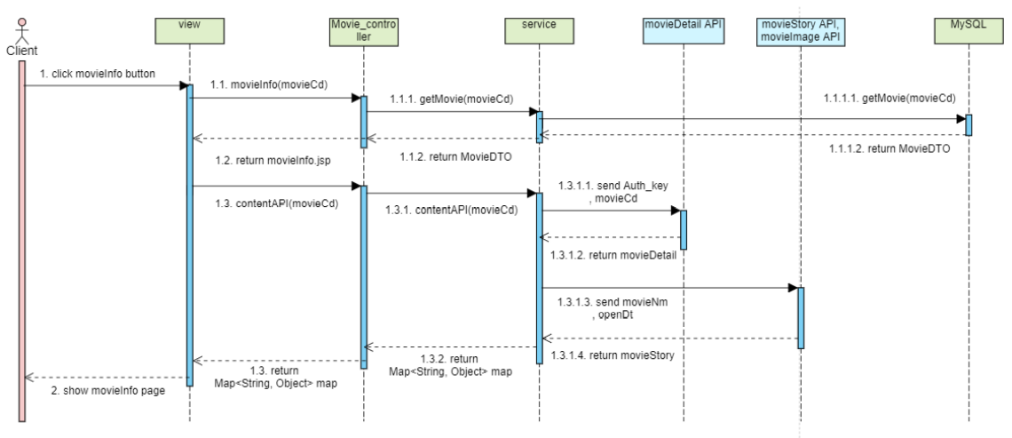 view
Movie_contro
ller
service
movieDetail API
movieStory API,
movieImage API
MySQL
Client
1. click movieInfo button
1.1. movieInfo(movieCd)
1.1.1. getMovie(movieCd)
1.1.1.1. getMovie(movieCd)
1.1.1.2. return MovieDTO
1.1.2. return MovieDTO
1.2. return movieInfo.jsp
1.3. contentAPI(movieCd)
1.3.1. contentAPI(movieCd)
1.3.1.1. send Auth_key
, movieCd
1.3.1.2. return movieDetail
1.3.1.3. send movieNm
, openDt
1.3.1.4. return movieStory
1.3.2. return
Map<String, Object> map
1.3. return
Map<String, Object> map
2. show movieInfo page